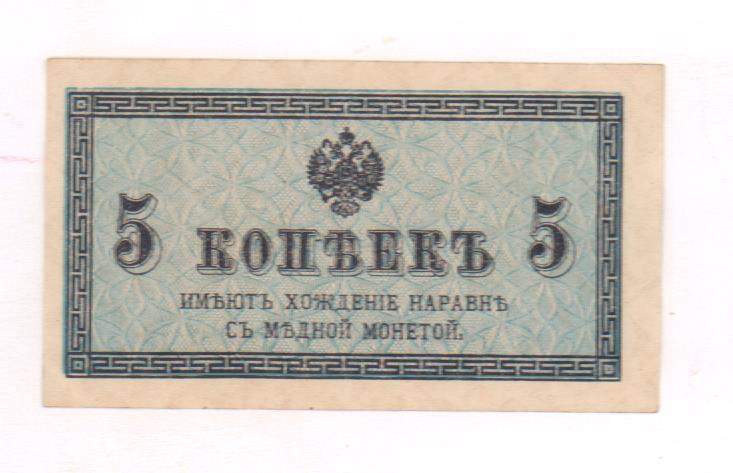 5 КОПѢЕКЪ 5
ИМѢЮТЪ ХОЖДЕНІЕ НАРАВНѢ
СЪ МѢДНОЙ МОНЕТОЙ.